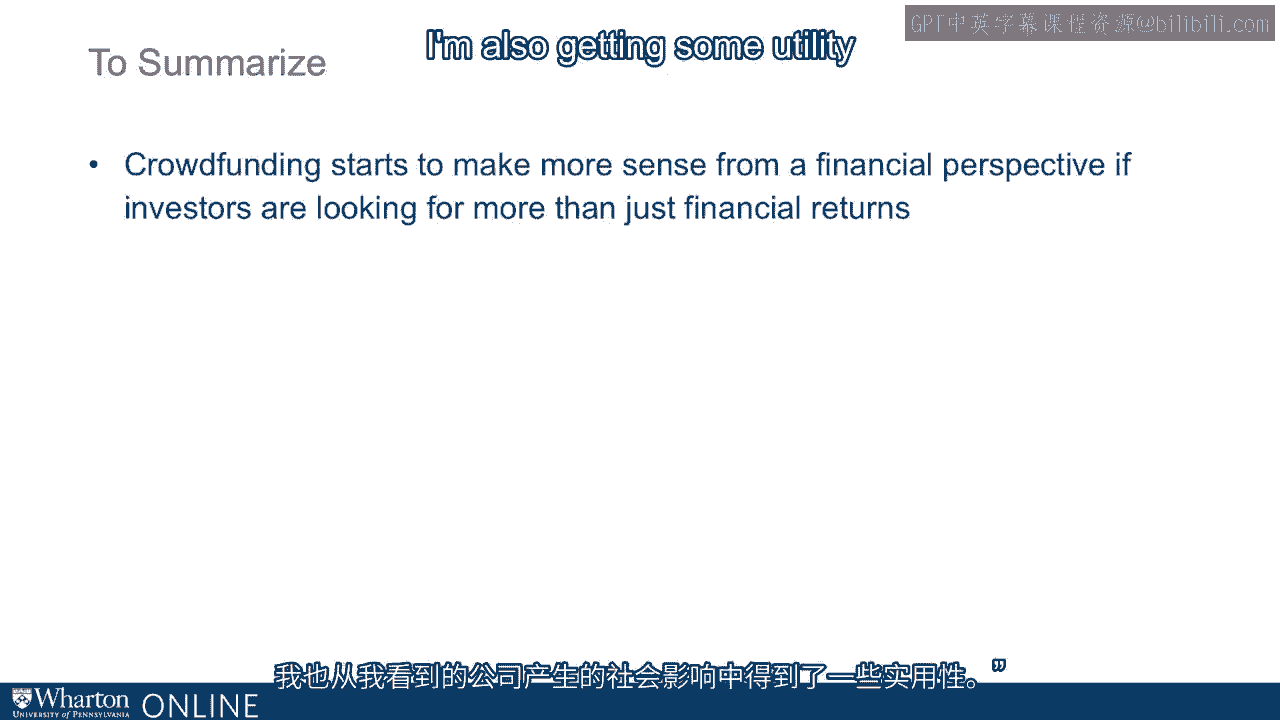 I'm also getting some utility
GPT中英字幕课程资源@bilibili.com
To Summarize
• Crowdfunding starts to make more sense from a financial perspective if
investors are looking for more than just financial returns
我也从我看到的公司产生的社会影响中得到了一些实用性。”
Wharton ONLINE
UNIVERSITY of PENNSYLVANIA